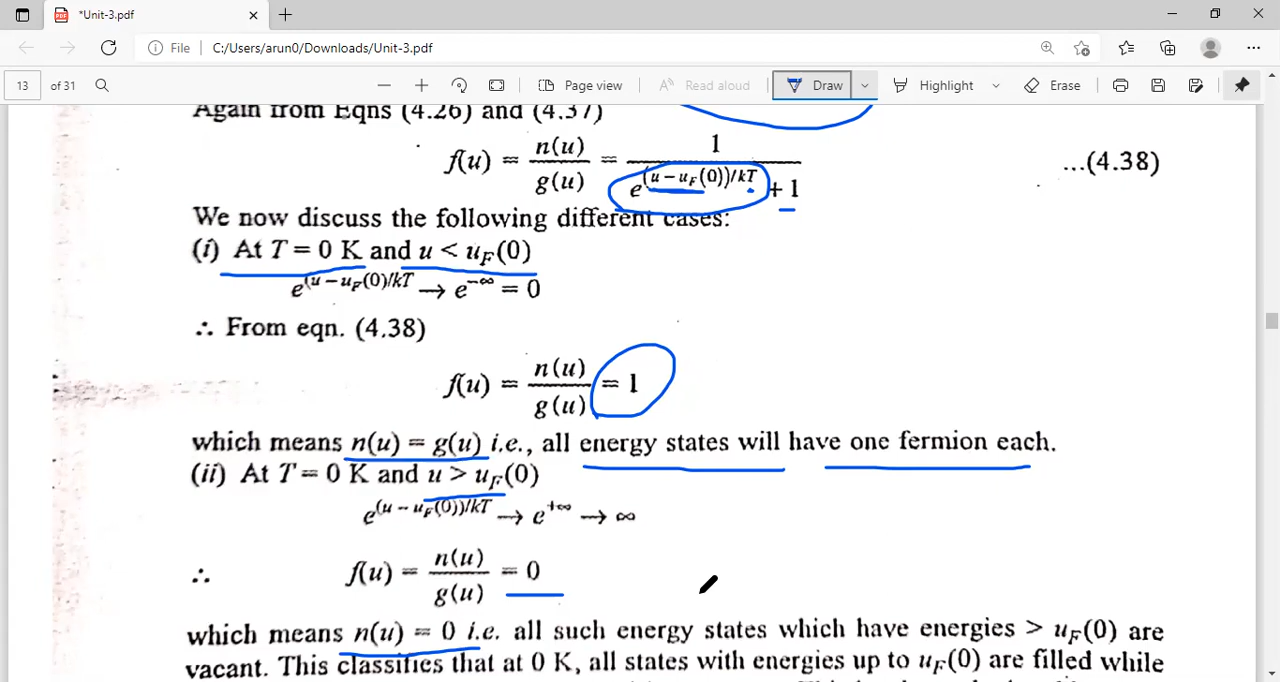 *Unit-3.pdf
File C:/Users/arun0/Downloads/Unit-3.pdf
13 of 31 Page view Read aloud Draw Highlight Erase
Again from Eqns (4.26) and (4.37)
f(u) = n(u)/g(u) = 1/(e^(u − u_F(0))/kT + 1) ...(4.38)
We now discuss the following different cases:
(i) At T = 0 K and u < u_F(0)
e^(u − u_F(0)/kT → e^−∞ = 0
∴ From eqn. (4.38)
f(u) = n(u)/g(u) = 1
which means n(u) = g(u) i.e., all energy states will have one fermion each.
(ii) At T = 0 K and u > u_F(0)
e^(u − u_F(0))/kT → e^+∞ → ∞
∴ f(u) = n(u)/g(u) = 0
which means n(u) = 0 i.e. all such energy states which have energies > u_F(0) are
vacant. This classifies that at 0 K, all states with energies up to u_F(0) are filled while